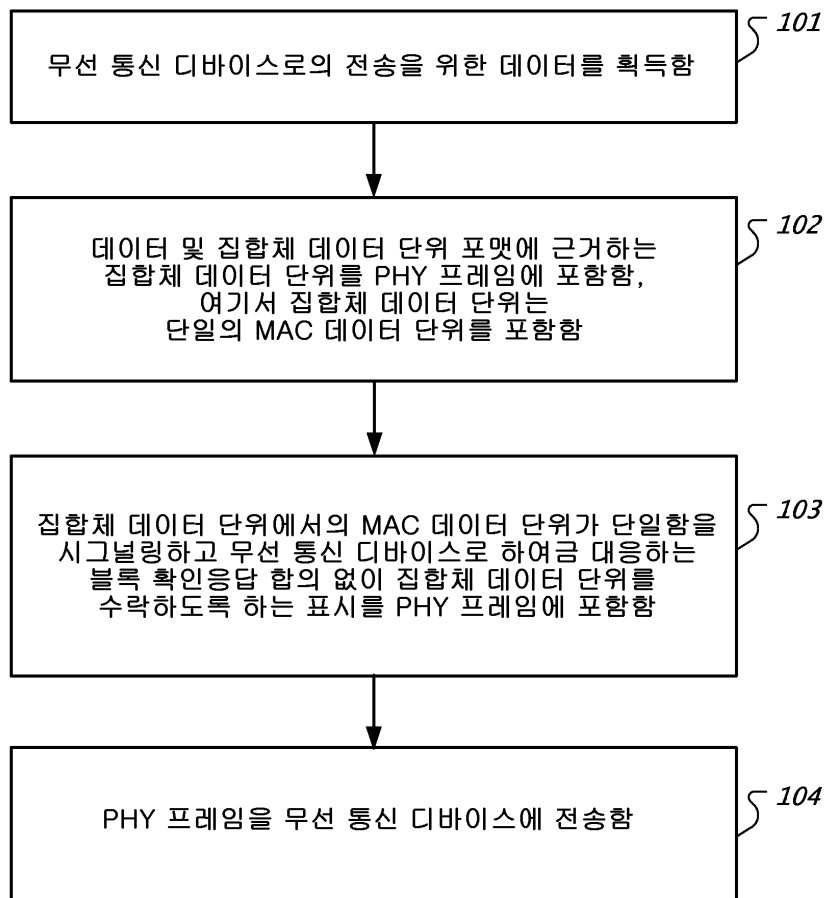 101
무선 통신 디바이스로의 전송을 위한 데이터를 획득함
102
데이터 및 집합체 데이터 단위 포맷에 근거하는
집합체 데이터 단위를 PHY 프레임에 포함함,
여기서 집합체 데이터 단위는
단일의 MAC 데이터 단위를 포함함
103
집합체 데이터 단위에서의 MAC 데이터 단위가 단일함을
시그널링하고 무선 통신 디바이스로 하여금 대응하는
블록 확인응답 합의 없이 집합체 데이터 단위를
수락하도록 하는 표시를 PHY 프레임에 포함함
104
PHY 프레임을 무선 통신 디바이스에 전송함